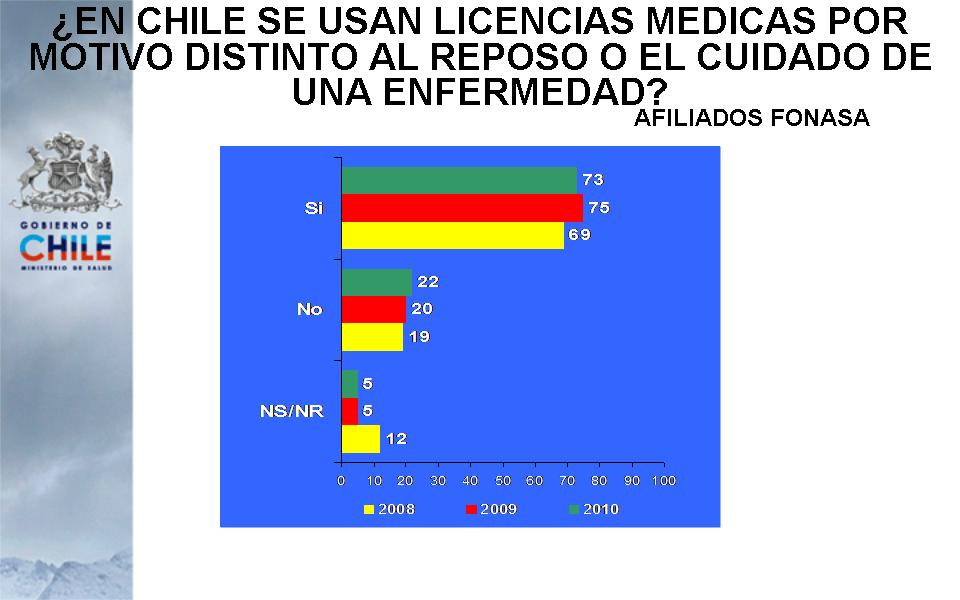 ¿EN CHILE SE USAN LICENCIAS MEDICAS POR
MOTIVO DISTINTO AL REPOSO O EL CUIDADO DE
UNA ENFERMEDAD?
AFILIADOS FONASA
GOBIERNO DE
CHILE
MINISTERIO DE SALUD
Si
73
75
69
No
22
20
19
NS/NR
5
5
12
0 10 20 30 40 50 60 70 80 90 100
2008 2009 2010